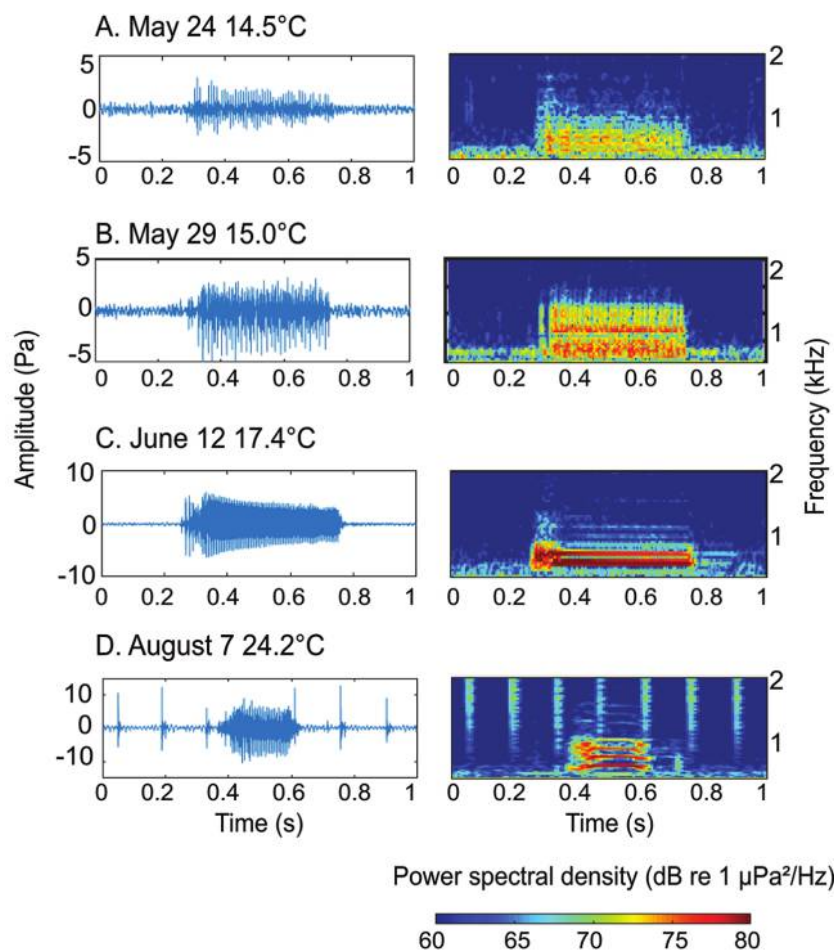 A. May 24 14.5°C
5
0
-5
0 0.2 0.4 0.6 0.8 1
2
1
0 0.2 0.4 0.6 0.8 1
B. May 29 15.0°C
5
0
-5
0 0.2 0.4 0.6 0.8 1
2
1
0 0.2 0.4 0.6 0.8 1
Amplitude (Pa)
Frequency (kHz)
C. June 12 17.4°C
10
0
-10
0 0.2 0.4 0.6 0.8 1
2
1
0 0.2 0.4 0.6 0.8 1
D. August 7 24.2°C
10
0
-10
0 0.2 0.4 0.6 0.8 1
Time (s)
2
1
0 0.2 0.4 0.6 0.8 1
Time (s)
Power spectral density (dB re 1 µPa²/Hz)
60 65 70 75 80